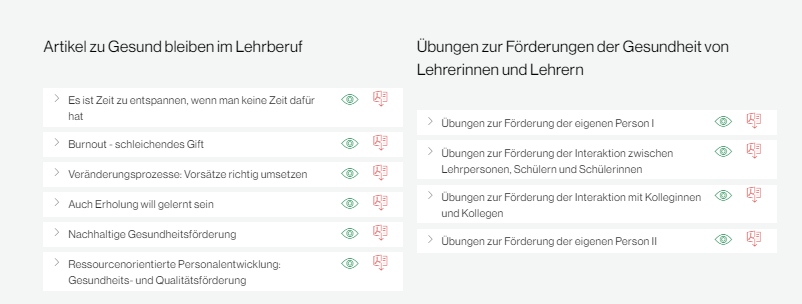 Artikel zu Gesund bleiben im Lehrberuf
Es ist Zeit zu entspannen, wenn man keine Zeit dafür
hat
Burnout - schleichendes Gift
Veränderungsprozesse: Vorsätze richtig umsetzen
Auch Erholung will gelernt sein
Nachhaltige Gesundheitsförderung
Ressourcenorientierte Personalentwicklung:
Gesundheits- und Qualitätsförderung
Übungen zur Förderungen der Gesundheit von
Lehrerinnen und Lehrern
Übungen zur Förderung der eigenen Person I
Übungen zur Förderung der Interaktion zwischen
Lehrpersonen, Schülern und Schülerinnen
Übungen zur Förderung der Interaktion mit Kolleginnen
und Kollegen
Übungen zur Förderung der eigenen Person II